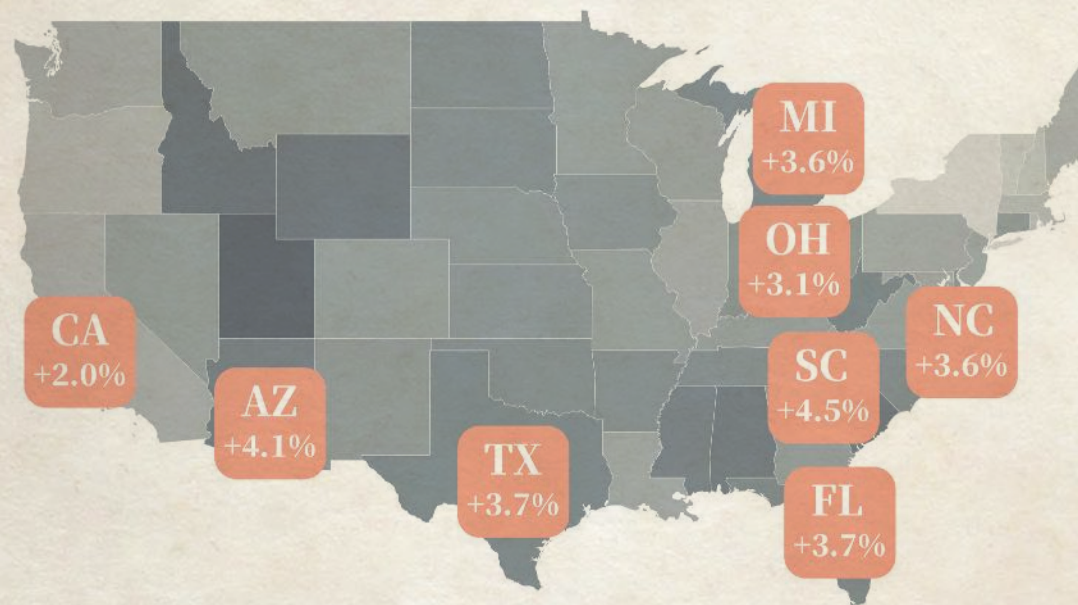 MI
+3.6%
OH
+3.1%
CA
+2.0%
NC
+3.6%
SC
+4.5%
AZ
+4.1%
TX
+3.7%
FL
+3.7%